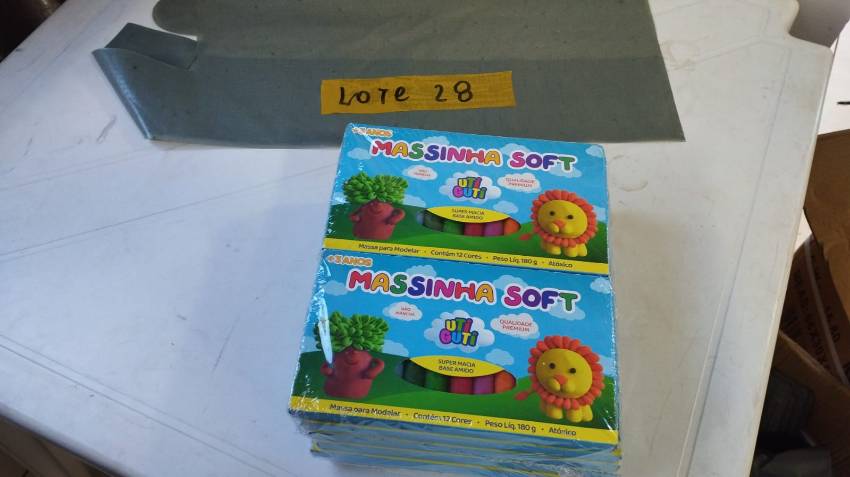 LOTe 28
+3 ANOS
MASSINHA SOFT
NÃO MANCHA
UTI GUTI
QUALIDADE PREMIUM
SUPER MACIA
BASE AMIDO
Massa para Modelar • Contém 12 Cores • Peso Líq. 180 g • Atóxico
+3 ANOS
MASSINHA SOFT
NÃO MANCHA
UTI GUTI
QUALIDADE PREMIUM
SUPER MACIA
BASE AMIDO
Massa para Modelar • Contém 12 Cores • Peso Líq. 180 g • Atóxico